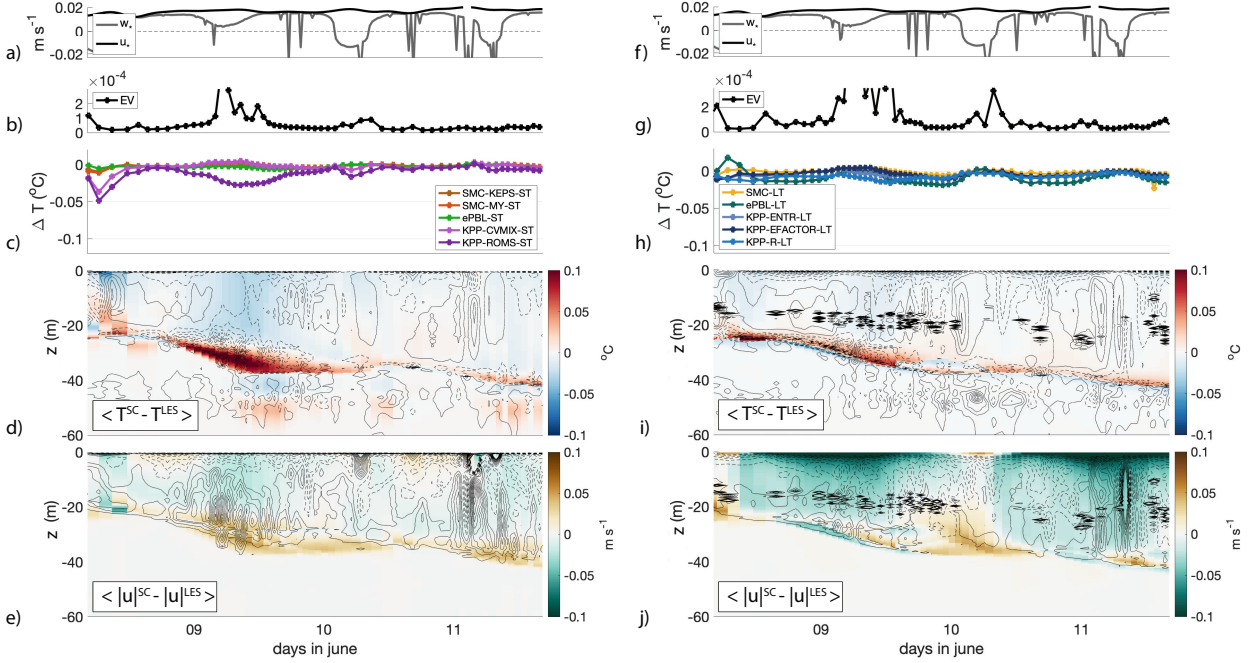 a)
m s⁻¹
0.02
0
-0.02
w*
u*
b)
×10⁻⁴
2
1
0
EV
c)
Δ T (°C)
0
-0.05
-0.1
SMC-KEPS-ST
SMC-MY-ST
ePBL-ST
KPP-CVMIX-ST
KPP-ROMS-ST
d)
z (m)
0
-20
-40
-60
< Tˢᶜ - Tᴸᴱˢ >
0.1
0.05
0
-0.05
-0.1
°C
e)
z (m)
0
-20
-40
-60
< |u|ˢᶜ - |u|ᴸᴱˢ >
0.1
0.05
0
-0.05
-0.1
m s⁻¹
09
10
11
days in june
f)
m s⁻¹
0.02
0
-0.02
w*
u*
g)
×10⁻⁴
2
0
EV
h)
Δ T (°C)
0
-0.05
-0.1
SMC-LT
ePBL-LT
KPP-ENTR-LT
KPP-EFACTOR-LT
KPP-R-LT
i)
z (m)
0
-20
-40
-60
< Tˢᶜ - Tᴸᴱˢ >
0.1
0.05
0
-0.05
-0.1
°C
j)
z (m)
0
-20
-40
-60
< |u|ˢᶜ - |u|ᴸᴱˢ >
0.1
0.05
0
-0.05
-0.1
m s⁻¹
09
10
11
days in june